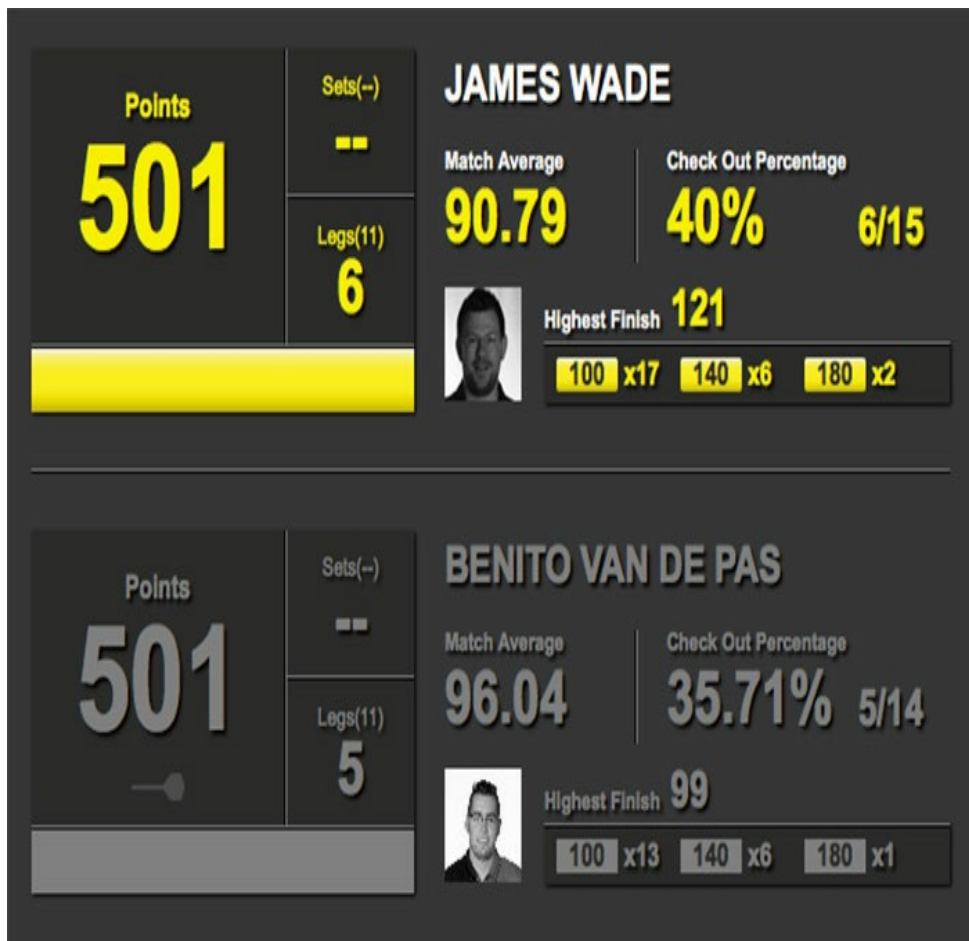 JAMES WADE
Points
501
Sets(--)
--
Legs(11)
6
Match Average
90.79
Check Out Percentage
40% 6/15
Highest Finish 121
100 x17 140 x6 180 x2
BENITO VAN DE PAS
Points
501
Sets(--)
--
Legs(11)
5
Match Average
96.04
Check Out Percentage
35.71% 5/14
Highest Finish 99
100 x13 140 x6 180 x1